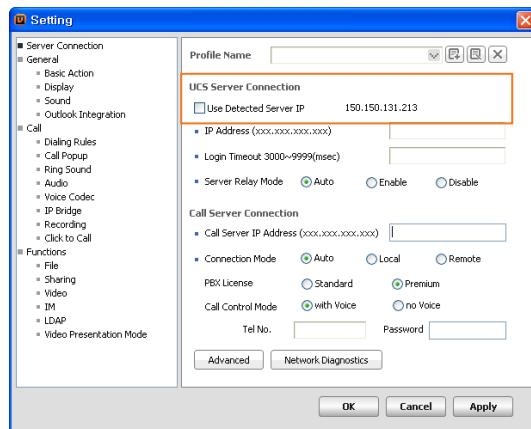 Setting
Server Connection
General
Basic Action
Display
Sound
Outlook Integration
Call
Dialing Rules
Call Popup
Ring Sound
Audio
Voice Codec
IP Bridge
Recording
Click to Call
Functions
File
Sharing
Video
IM
LDAP
Video Presentation Mode
Profile Name
UCS Server Connection
Use Detected Server IP 150.150.131.213
IP Address (xxx.xxx.xxx.xxx)
Login Timeout 3000~9999(msec)
Server Relay Mode Auto Enable Disable
Call Server Connection
Call Server IP Address (xxx.xxx.xxx.xxx)
Connection Mode Auto Local Remote
PBX License Standard Premium
Call Control Mode with Voice no Voice
Tel No. Password
Advanced Network Diagnostics
OK Cancel Apply